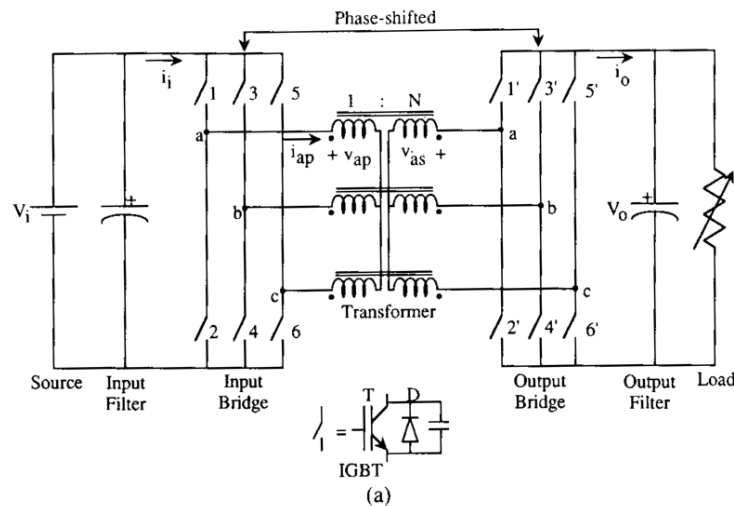 Phase-shifted
i_i
i_o
1 3 5
1' 3' 5'
1 : N
a
i_ap
+ v_ap
v_as +
a
V_i
+
b
b
V_o
+
c
c
Transformer
2 4 6
2' 4' 6'
Source
Input Filter
Input Bridge
Output Bridge
Output Filter
Load
T D
=
IGBT
(a)